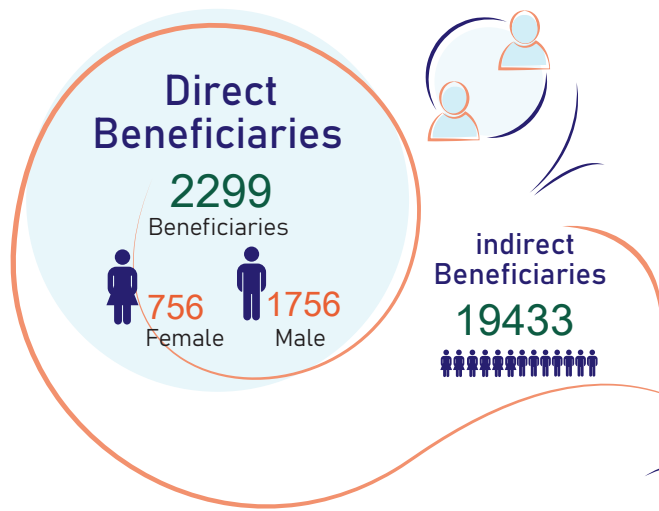 Direct
Beneficiaries
2299
Beneficiaries
756
Female
1756
Male
indirect
Beneficiaries
19433